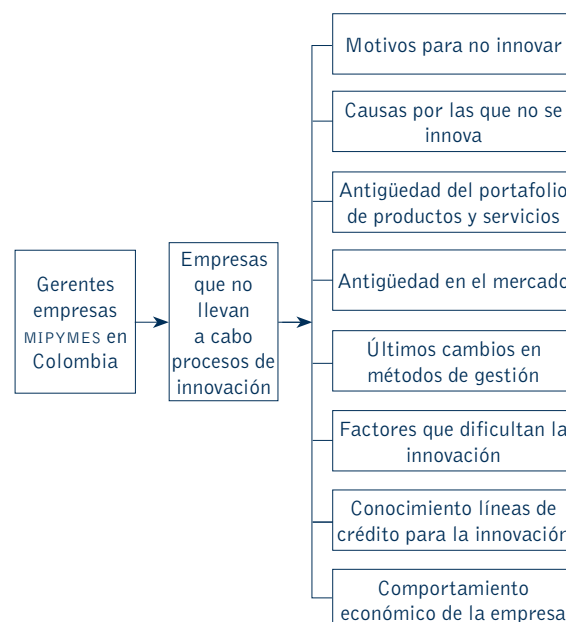 Gerentes
empresas
MIPYMES en
Colombia
Empresas
que no
llevan
a cabo
procesos de
innovación
Motivos para no innovar
Causas por las que no se
innova
Antigüedad del portafolio
de productos y servicios
Antigüedad en el mercado
Últimos cambios en
métodos de gestión
Factores que dificultan la
innovación
Conocimiento líneas de
crédito para la innovación
Comportamiento
económico de la empresa